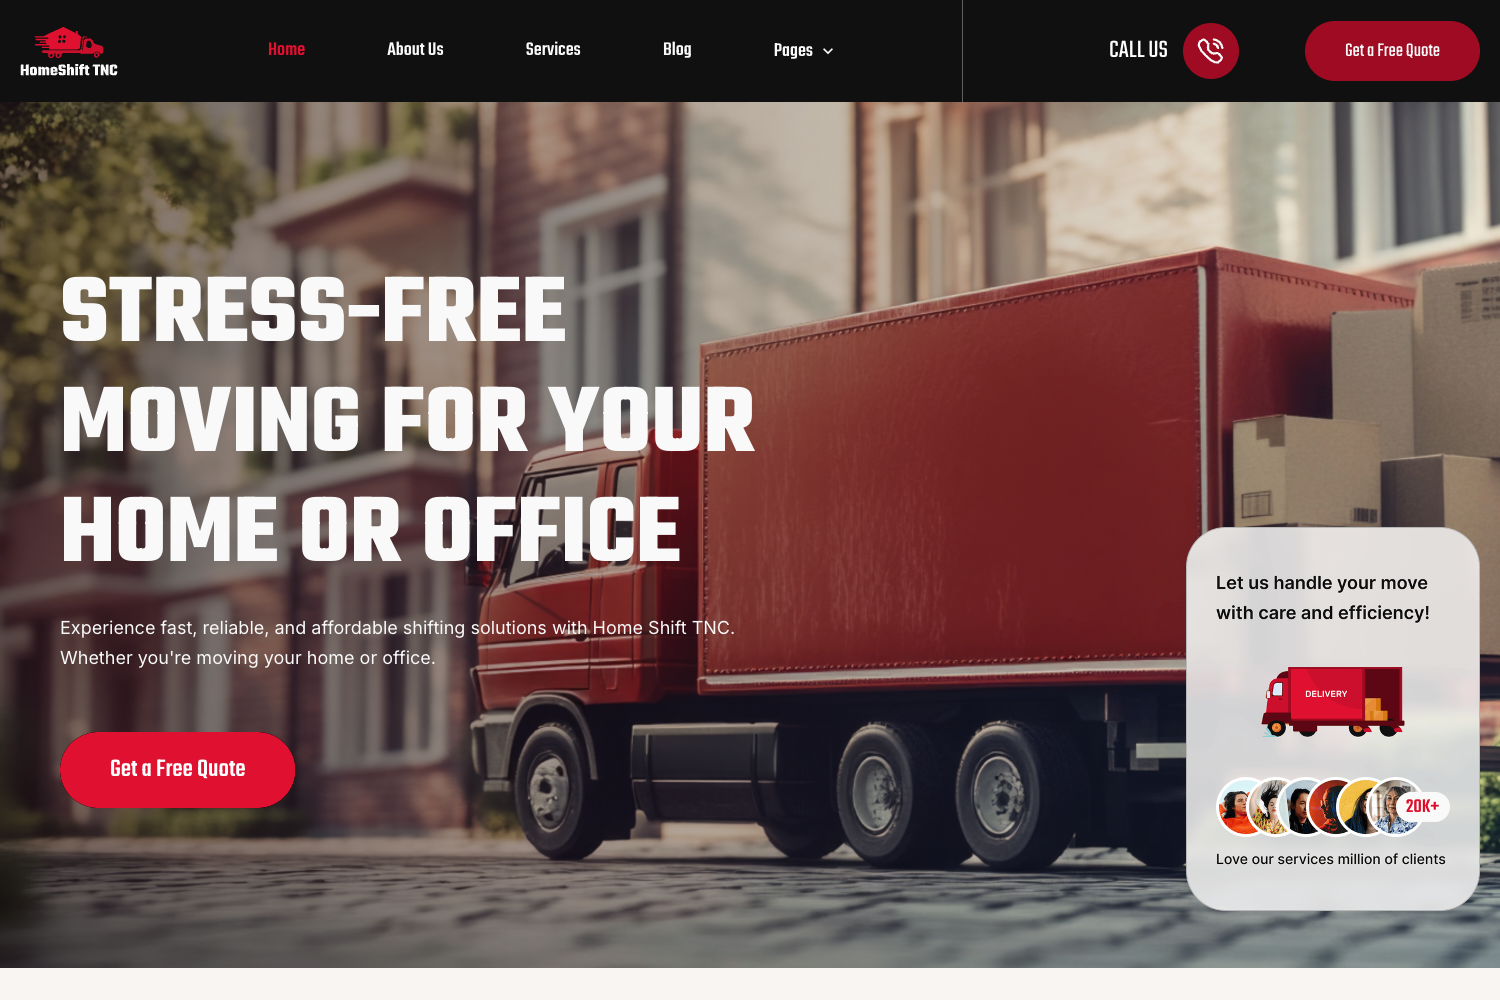 HomeShift TNC
Home
About Us
Services
Blog
Pages
CALL US
Get a Free Quote
STRESS-FREE
MOVING FOR YOUR
HOME OR OFFICE
Experience fast, reliable, and affordable shifting solutions with Home Shift TNC.
Whether you're moving your home or office.
Get a Free Quote
Let us handle your move
with care and efficiency!
DELIVERY
20K+
Love our services million of clients